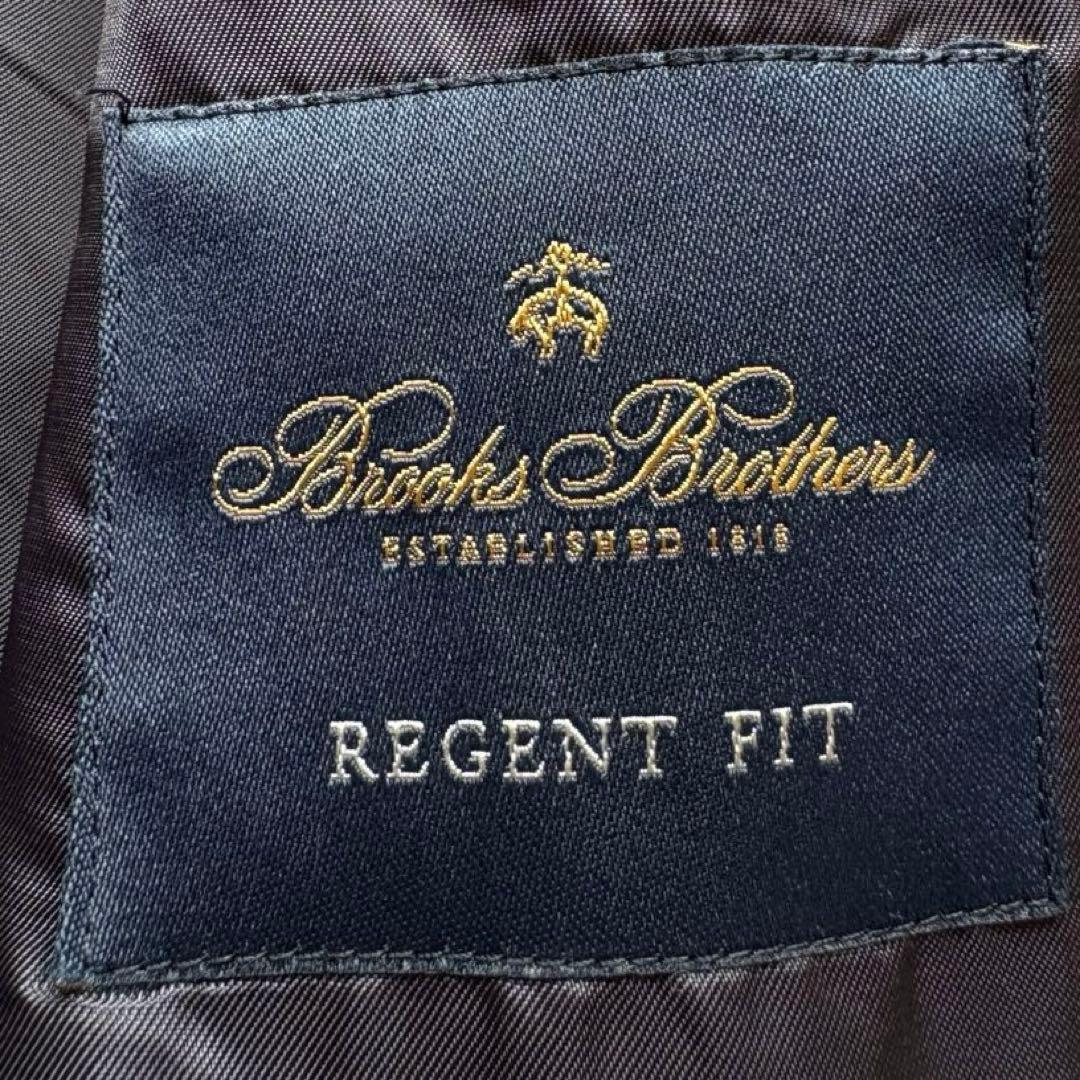 Brooks Brothers
ESTABLISHED 1818
REGENT FIT